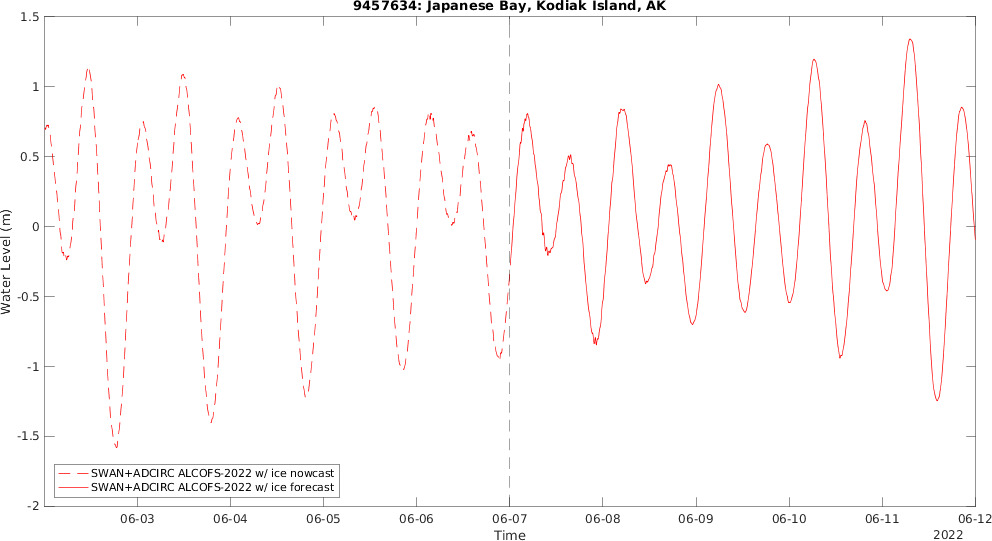 9457634: Japanese Bay, Kodiak Island, AK
1.5
1
0.5
0
-0.5
-1
-1.5
-2
Water Level (m)
SWAN+ADCIRC ALCOFS-2022 w/ ice nowcast
SWAN+ADCIRC ALCOFS-2022 w/ ice forecast
06-03 06-04 06-05 06-06 06-07 06-08 06-09 06-10 06-11 06-12
Time
2022